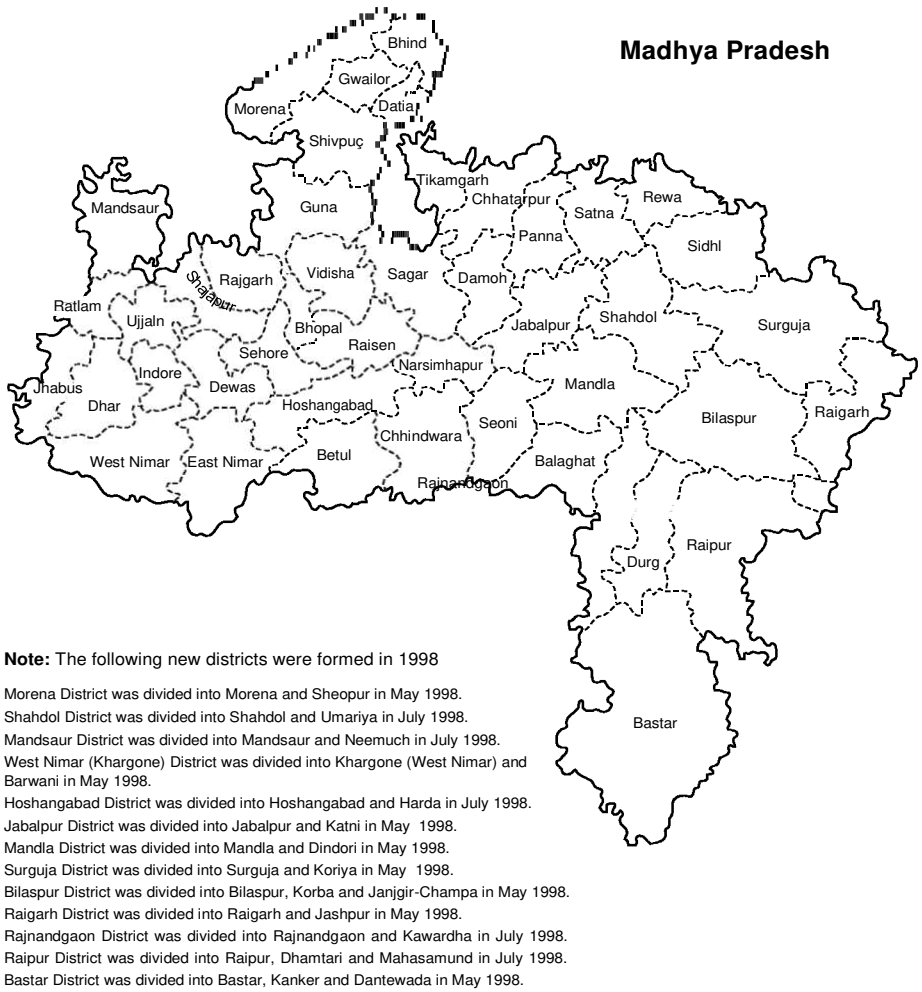 Madhya Pradesh
Bhind
Gwailor
Morena
Datia
Shivpuç
Tikamgarh
Mandsaur
Guna
Chhatarpur
Satna
Rewa
Panna
Sidhl
Shajapur
Rajgarh
Vidisha
Sagar
Damoh
Ratlam
Ujjaln
Bhopal
Jabalpur
Shahdol
Surguja
Sehore
Raisen
Narsimhapur
Jhabus
Indore
Dewas
Mandla
Dhar
Hoshangabad
Bilaspur
Raigarh
Seoni
Chhindwara
West Nimar
East Nimar
Betul
Balaghat
Rajnandgaon
Raipur
Durg
Bastar
Note: The following new districts were formed in 1998
Morena District was divided into Morena and Sheopur in May 1998.
Shahdol District was divided into Shahdol and Umariya in July 1998.
Mandsaur District was divided into Mandsaur and Neemuch in July 1998.
West Nimar (Khargone) District was divided into Khargone (West Nimar) and
Barwani in May 1998.
Hoshangabad District was divided into Hoshangabad and Harda in July 1998.
Jabalpur District was divided into Jabalpur and Katni in May 1998.
Mandla District was divided into Mandla and Dindori in May 1998.
Surguja District was divided into Surguja and Koriya in May 1998.
Bilaspur District was divided into Bilaspur, Korba and Janjgir-Champa in May 1998.
Raigarh District was divided into Raigarh and Jashpur in May 1998.
Rajnandgaon District was divided into Rajnandgaon and Kawardha in July 1998.
Raipur District was divided into Raipur, Dhamtari and Mahasamund in July 1998.
Bastar District was divided into Bastar, Kanker and Dantewada in May 1998.